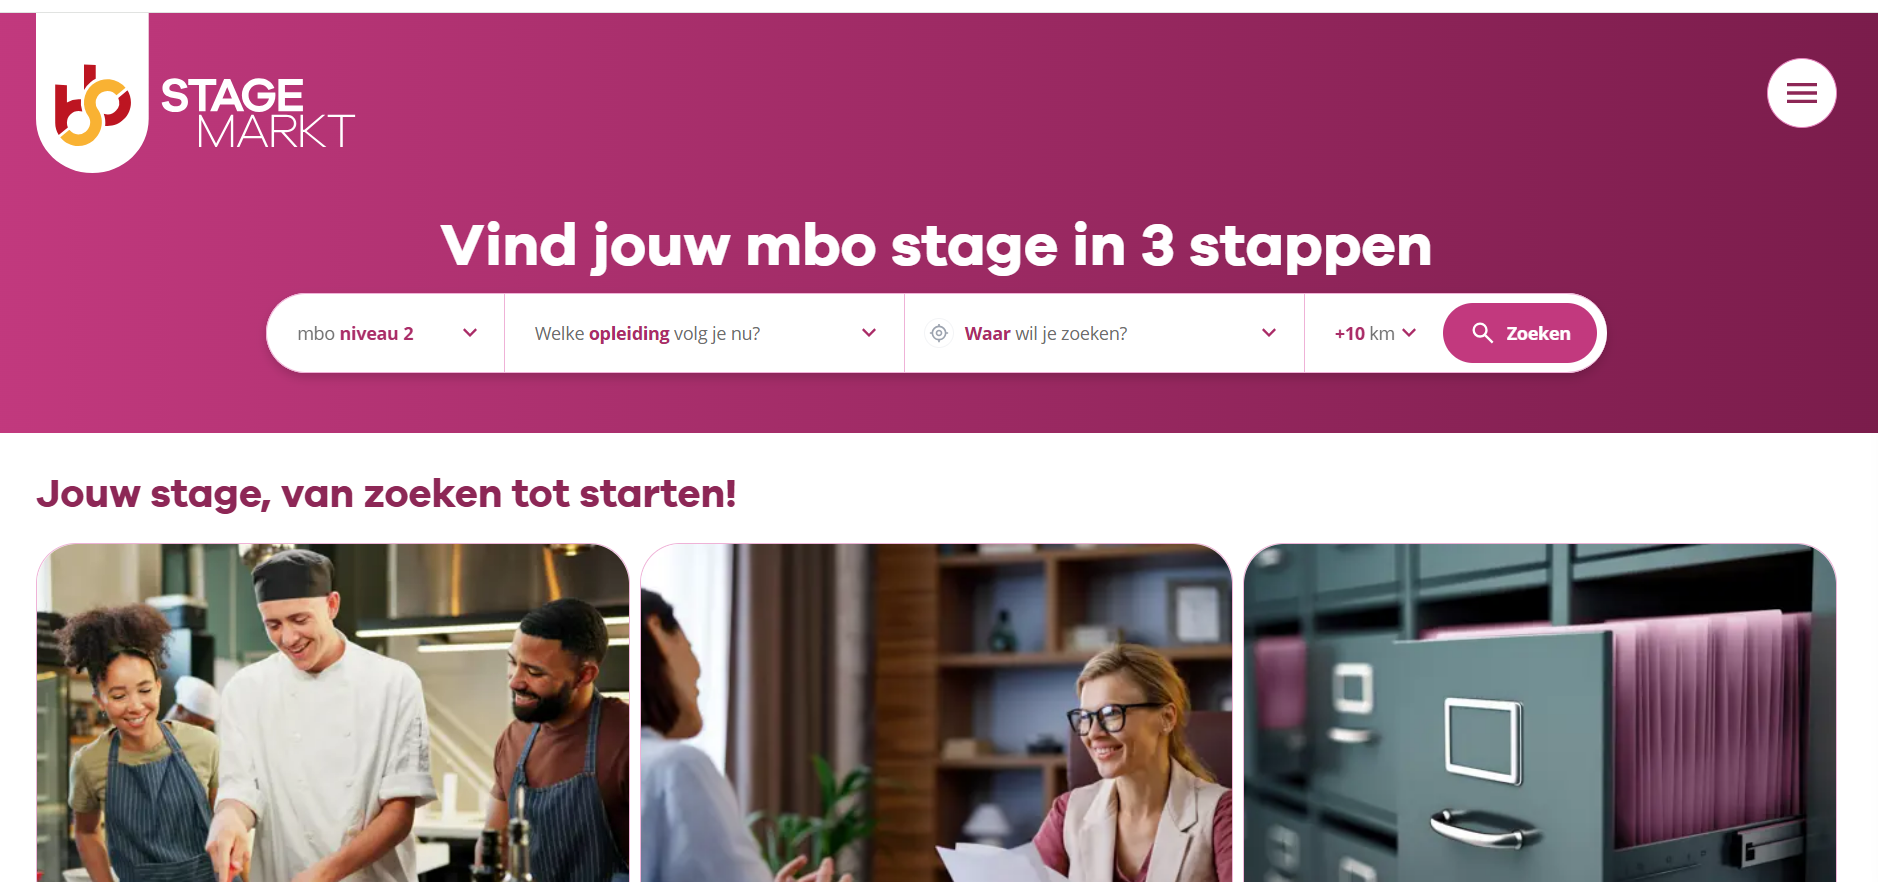 STAGE
MARKT
Vind jouw mbo stage in 3 stappen
mbo niveau 2
Welke opleiding volg je nu?
Waar wil je zoeken?
+10 km
Zoeken
Jouw stage, van zoeken tot starten!